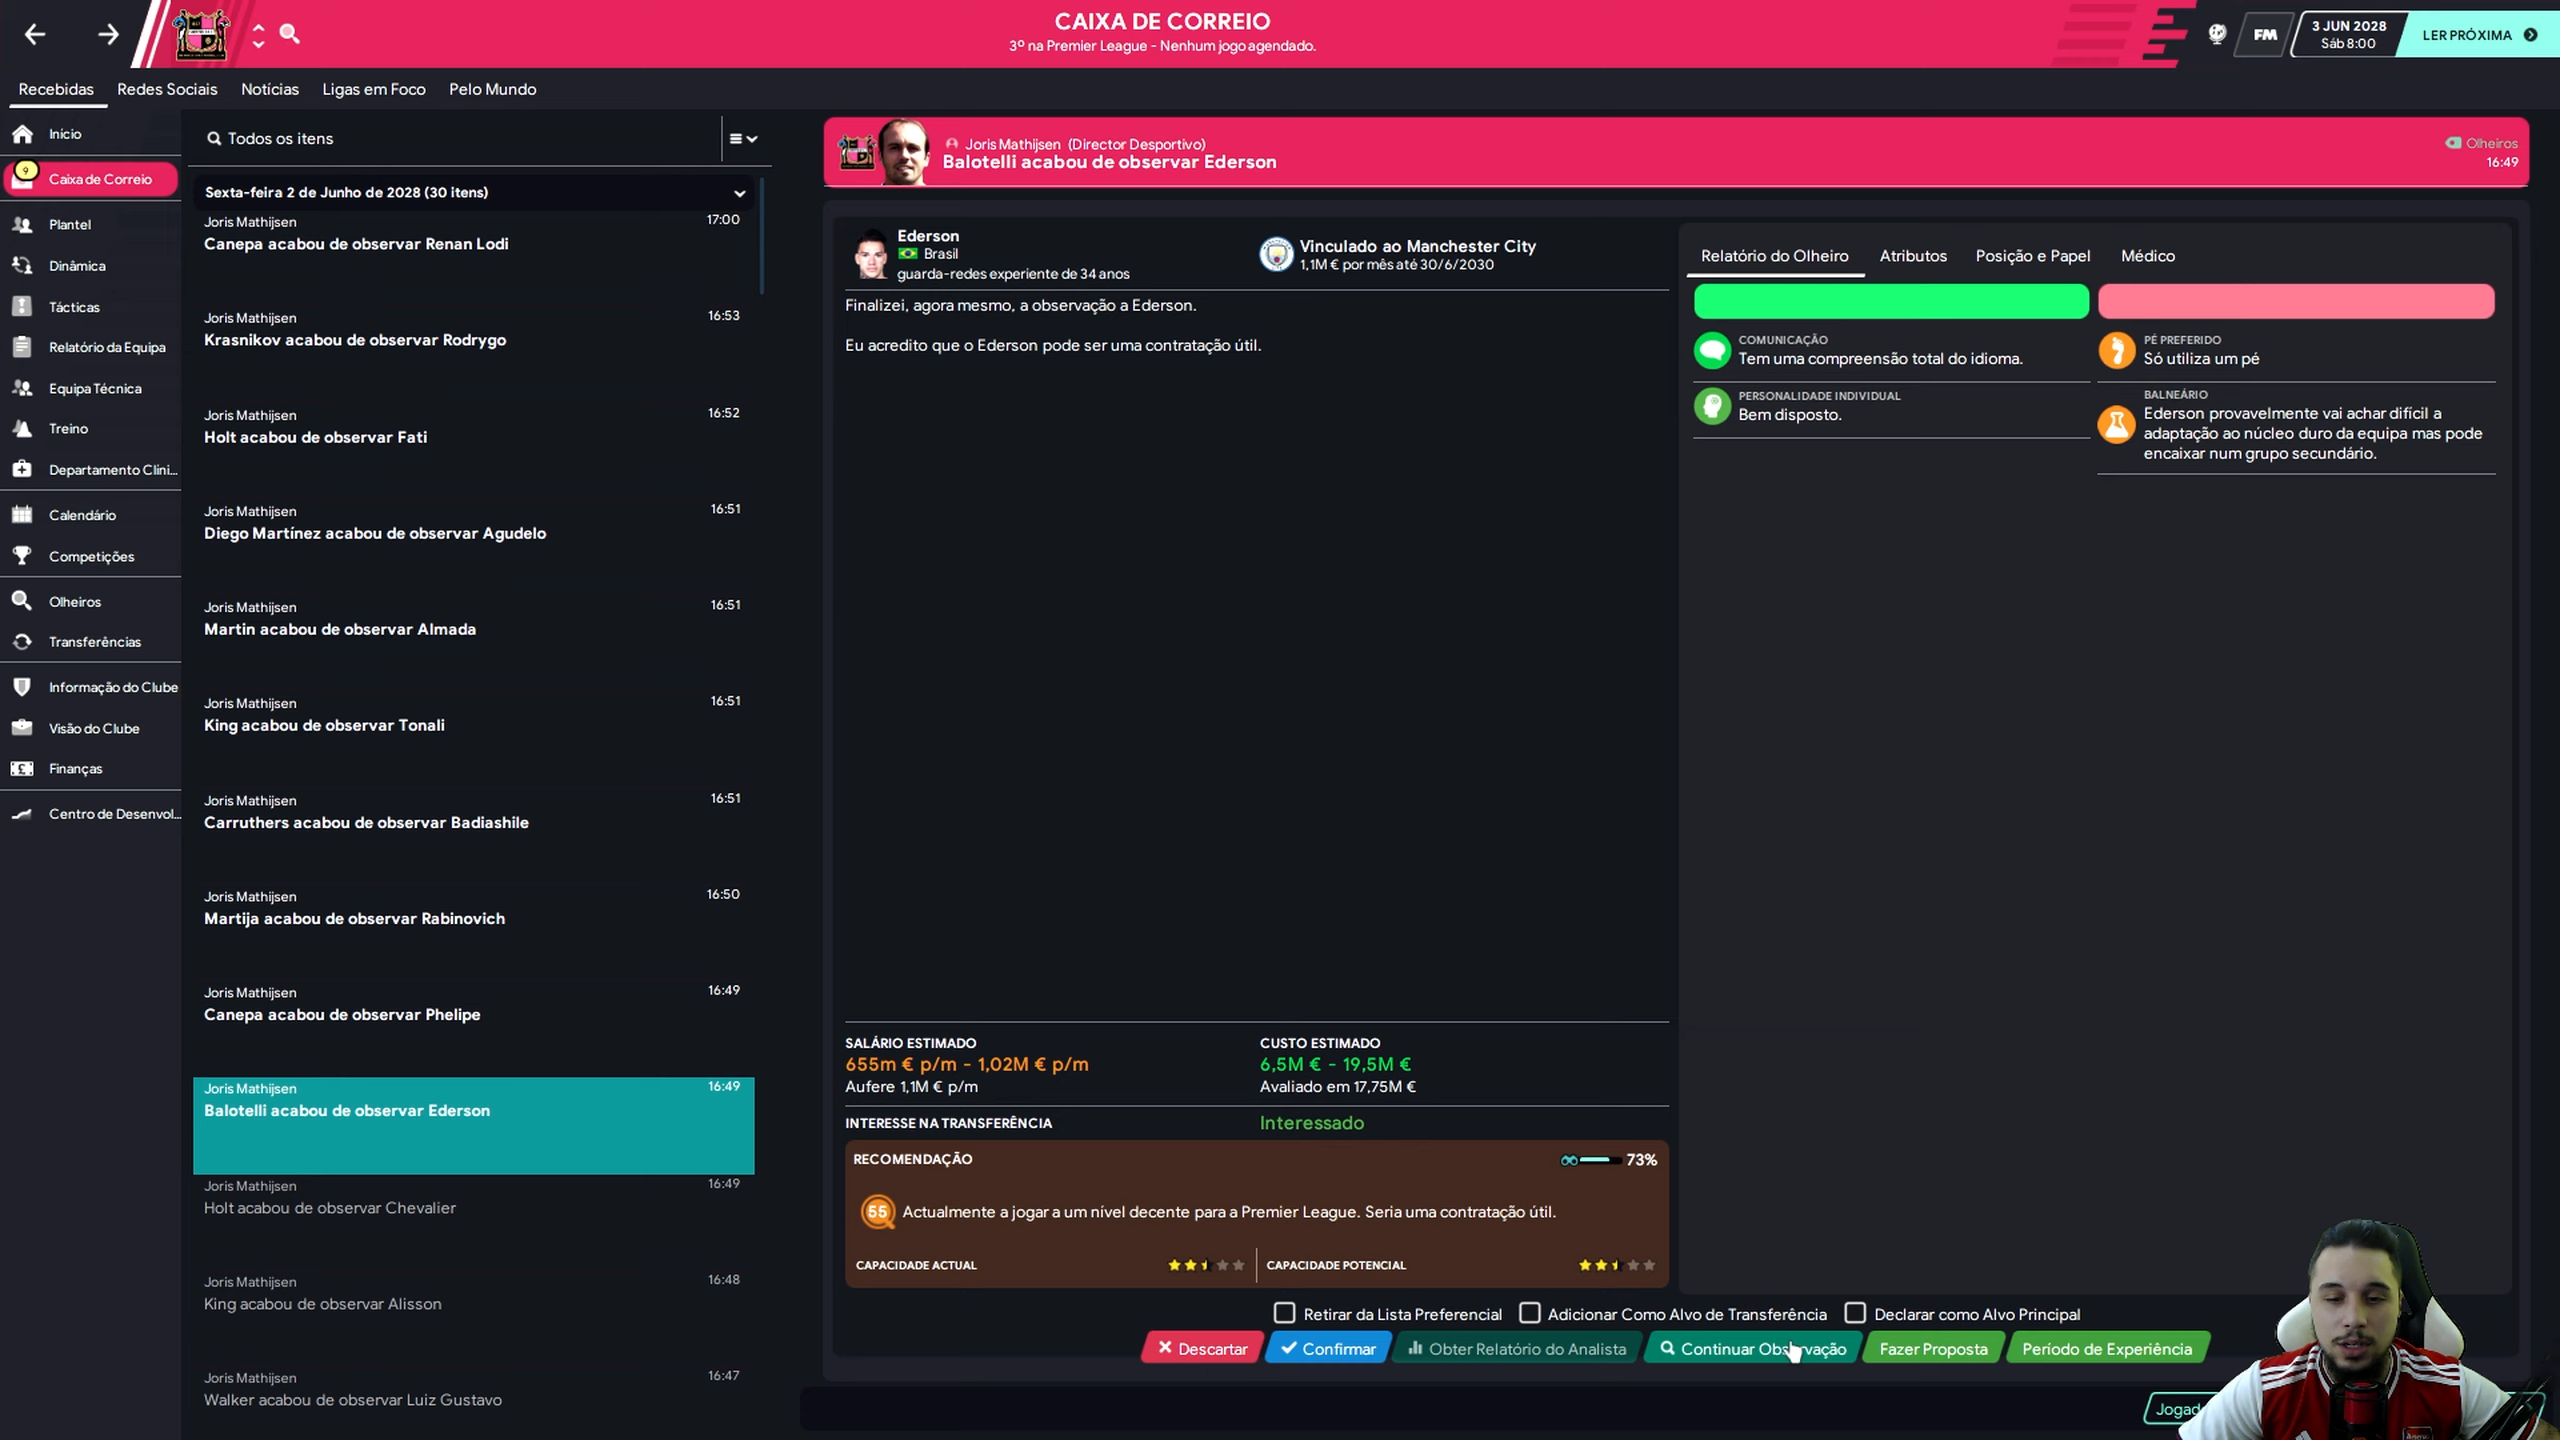 CAIXA DE CORREIO
3º na Premier League - Nenhum jogo agendado.
FM
3 JUN 2028
Sáb 8:00
LER PRÓXIMA
Recebidas
Redes Sociais
Notícias
Ligas em Foco
Pelo Mundo
Início
9
Caixa de Correio
Plantel
Dinâmica
Tácticas
Relatório da Equipa
Equipa Técnica
Treino
Departamento Clíni...
Calendário
Competições
Olheiros
Transferências
Informação do Clube
Visão do Clube
Finanças
Centro de Desenvol...
Todos os itens
Sexta-feira 2 de Junho de 2028 (30 itens)
Joris Mathijsen 17:00
Canepa acabou de observar Renan Lodi
Joris Mathijsen 16:53
Krasnikov acabou de observar Rodrygo
Joris Mathijsen 16:52
Holt acabou de observar Fati
Joris Mathijsen 16:51
Diego Martínez acabou de observar Agudelo
Joris Mathijsen 16:51
Martin acabou de observar Almada
Joris Mathijsen 16:51
King acabou de observar Tonali
Joris Mathijsen 16:51
Carruthers acabou de observar Badiashile
Joris Mathijsen 16:50
Martija acabou de observar Rabinovich
Joris Mathijsen 16:49
Canepa acabou de observar Phelipe
Joris Mathijsen 16:49
Balotelli acabou de observar Ederson
Joris Mathijsen 16:49
Holt acabou de observar Chevalier
Joris Mathijsen 16:48
King acabou de observar Alisson
Joris Mathijsen 16:47
Walker acabou de observar Luiz Gustavo
Joris Mathijsen (Director Desportivo)
Balotelli acabou de observar Ederson
Olheiros
16:49
Ederson
Brasil
guarda-redes experiente de 34 anos
Vinculado ao Manchester City
1,1M € por mês até 30/6/2030
Finalizei, agora mesmo, a observação a Ederson.
Eu acredito que o Ederson pode ser uma contratação útil.
SALÁRIO ESTIMADO
655m € p/m - 1,02M € p/m
Aufere 1,1M € p/m
CUSTO ESTIMADO
6,5M € - 19,5M €
Avaliado em 17,75M €
INTERESSE NA TRANSFERÊNCIA
Interessado
RECOMENDAÇÃO
73%
55
Actualmente a jogar a um nível decente para a Premier League. Seria uma contratação útil.
CAPACIDADE ACTUAL
CAPACIDADE POTENCIAL
Relatório do Olheiro
Atributos
Posição e Papel
Médico
COMUNICAÇÃO
Tem uma compreensão total do idioma.
PERSONALIDADE INDIVIDUAL
Bem disposto.
PÉ PREFERIDO
Só utiliza um pé
BALNEÁRIO
Ederson provavelmente vai achar difícil a
adaptação ao núcleo duro da equipa mas pode
encaixar num grupo secundário.
Retirar da Lista Preferencial
Adicionar Como Alvo de Transferência
Declarar como Alvo Principal
Descartar
Confirmar
Obter Relatório do Analista
Continuar Observação
Fazer Proposta
Período de Experiência